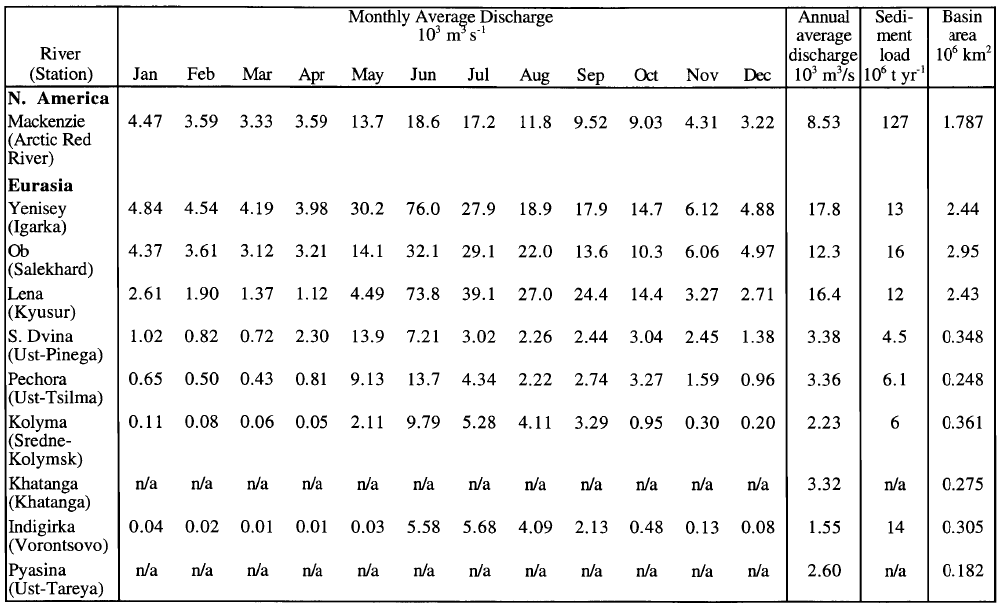 Monthly Average Discharge
10³ m³ s⁻¹
Annual average discharge 10³ m³/s
Sedi-ment load 10⁶ t yr⁻¹
Basin area 10⁶ km²
River (Station) Jan Feb Mar Apr May Jun Jul Aug Sep Oct Nov Dec
N. America
Mackenzie 4.47 3.59 3.33 3.59 13.7 18.6 17.2 11.8 9.52 9.03 4.31 3.22 8.53 127 1.787
(Arctic Red
River)
Eurasia
Yenisey 4.84 4.54 4.19 3.98 30.2 76.0 27.9 18.9 17.9 14.7 6.12 4.88 17.8 13 2.44
(Igarka)
Ob 4.37 3.61 3.12 3.21 14.1 32.1 29.1 22.0 13.6 10.3 6.06 4.97 12.3 16 2.95
(Salekhard)
Lena 2.61 1.90 1.37 1.12 4.49 73.8 39.1 27.0 24.4 14.4 3.27 2.71 16.4 12 2.43
(Kyusur)
S. Dvina 1.02 0.82 0.72 2.30 13.9 7.21 3.02 2.26 2.44 3.04 2.45 1.38 3.38 4.5 0.348
(Ust-Pinega)
Pechora 0.65 0.50 0.43 0.81 9.13 13.7 4.34 2.22 2.74 3.27 1.59 0.96 3.36 6.1 0.248
(Ust-Tsilma)
Kolyma 0.11 0.08 0.06 0.05 2.11 9.79 5.28 4.11 3.29 0.95 0.30 0.20 2.23 6 0.361
(Sredne-
Kolymsk)
Khatanga n/a n/a n/a n/a n/a n/a n/a n/a n/a n/a n/a n/a 3.32 n/a 0.275
(Khatanga)
Indigirka 0.04 0.02 0.01 0.01 0.03 5.58 5.68 4.09 2.13 0.48 0.13 0.08 1.55 14 0.305
(Vorontsovo)
Pyasina n/a n/a n/a n/a n/a n/a n/a n/a n/a n/a n/a n/a 2.60 n/a 0.182
(Ust-Tareya)